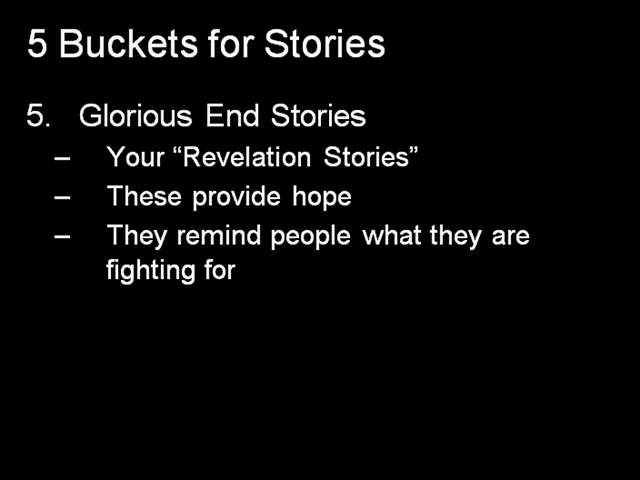 5 Buckets for Stories
5. Glorious End Stories
– Your “Revelation Stories”
– These provide hope
– They remind people what they are
fighting for